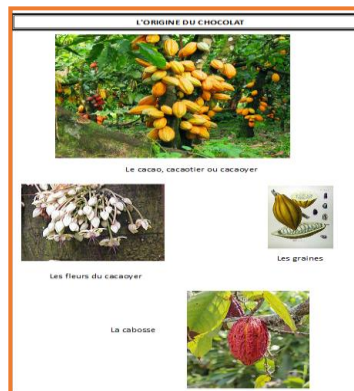 L'ORIGINE DU CHOCOLAT
Le cacao, cacaotier ou cacaoyer
Les graines
Les fleurs du cacaoyer
La cabosse